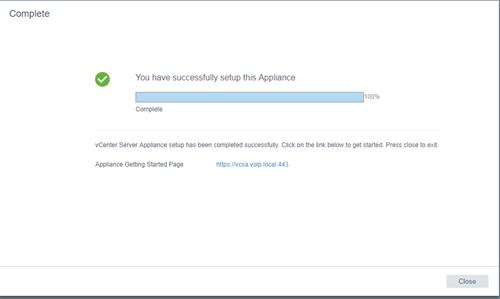 Complete
You have successfully setup this Appliance
100%
Complete
vCenter Server Appliance setup has been completed successfully. Click on the link below to get started. Press close to exit.
Appliance Getting Started Page https://vcsa.voip.local:443
Close